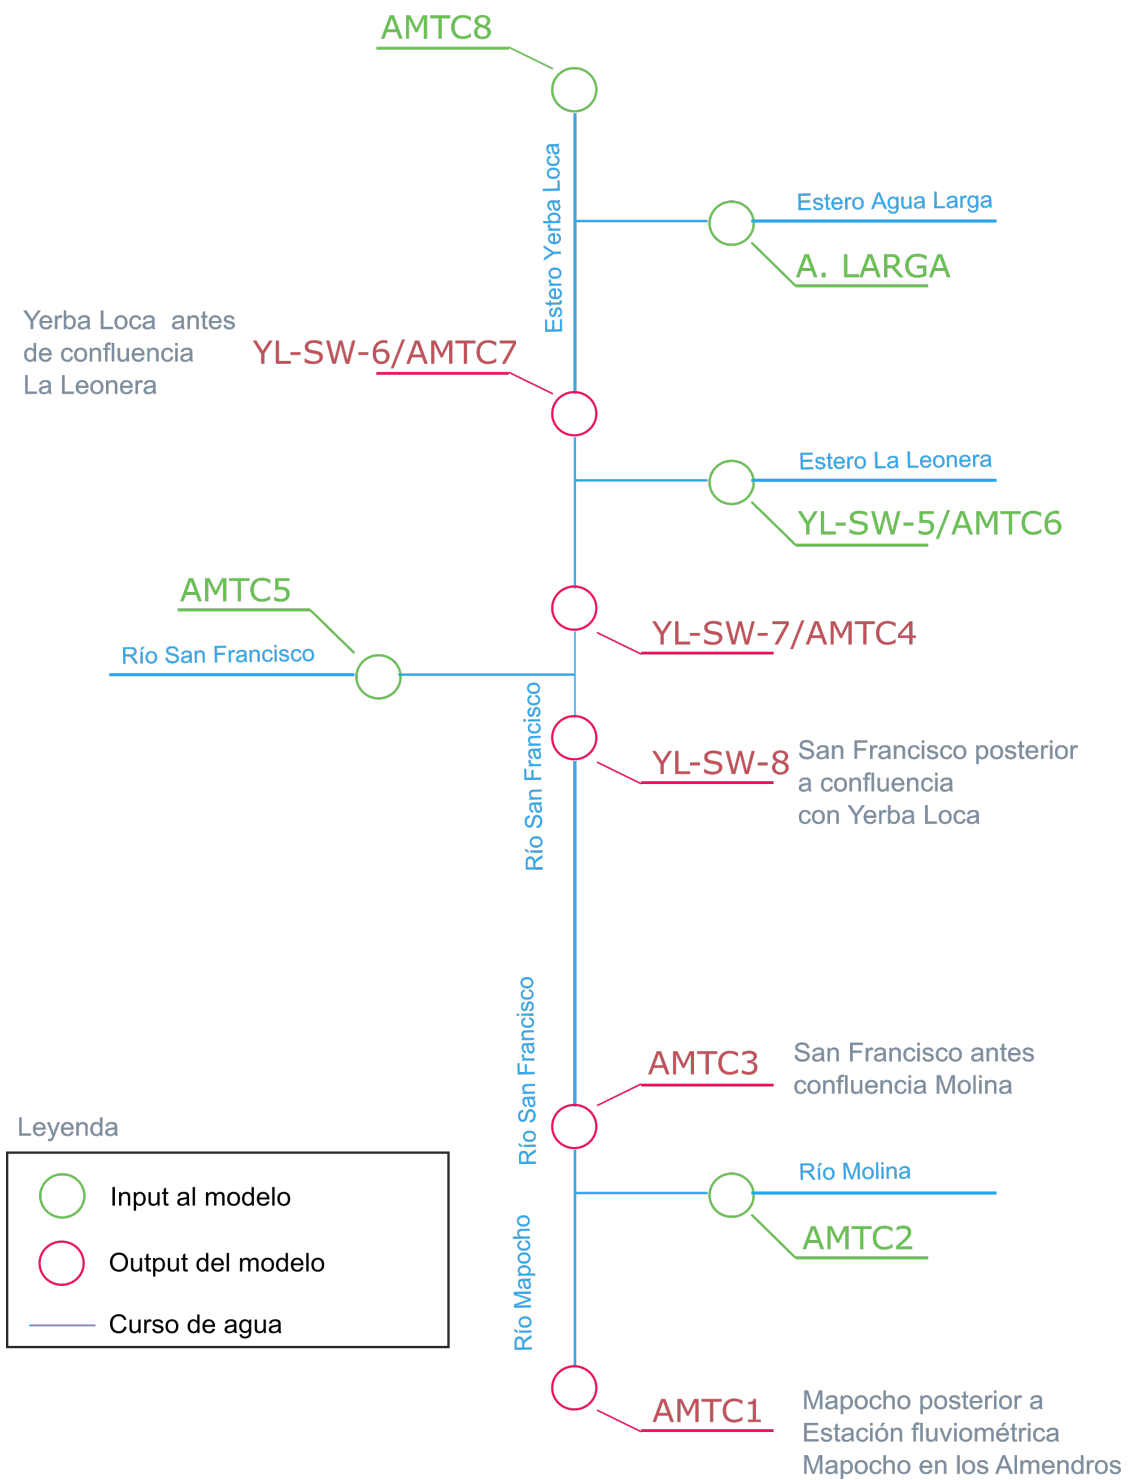 AMTC8
Estero Yerba Loca
Estero Agua Larga
A. LARGA
Yerba Loca antes
de confluencia
La Leonera
YL-SW-6/AMTC7
Estero La Leonera
YL-SW-5/AMTC6
AMTC5
Río San Francisco
YL-SW-7/AMTC4
Río San Francisco
YL-SW-8
San Francisco posterior
a confluencia
con Yerba Loca
Río San Francisco
AMTC3
San Francisco antes
confluencia Molina
Leyenda
Input al modelo
Output del modelo
Curso de agua
Río Molina
AMTC2
Río Mapocho
AMTC1
Mapocho posterior a
Estación fluviométrica
Mapocho en los Almendros